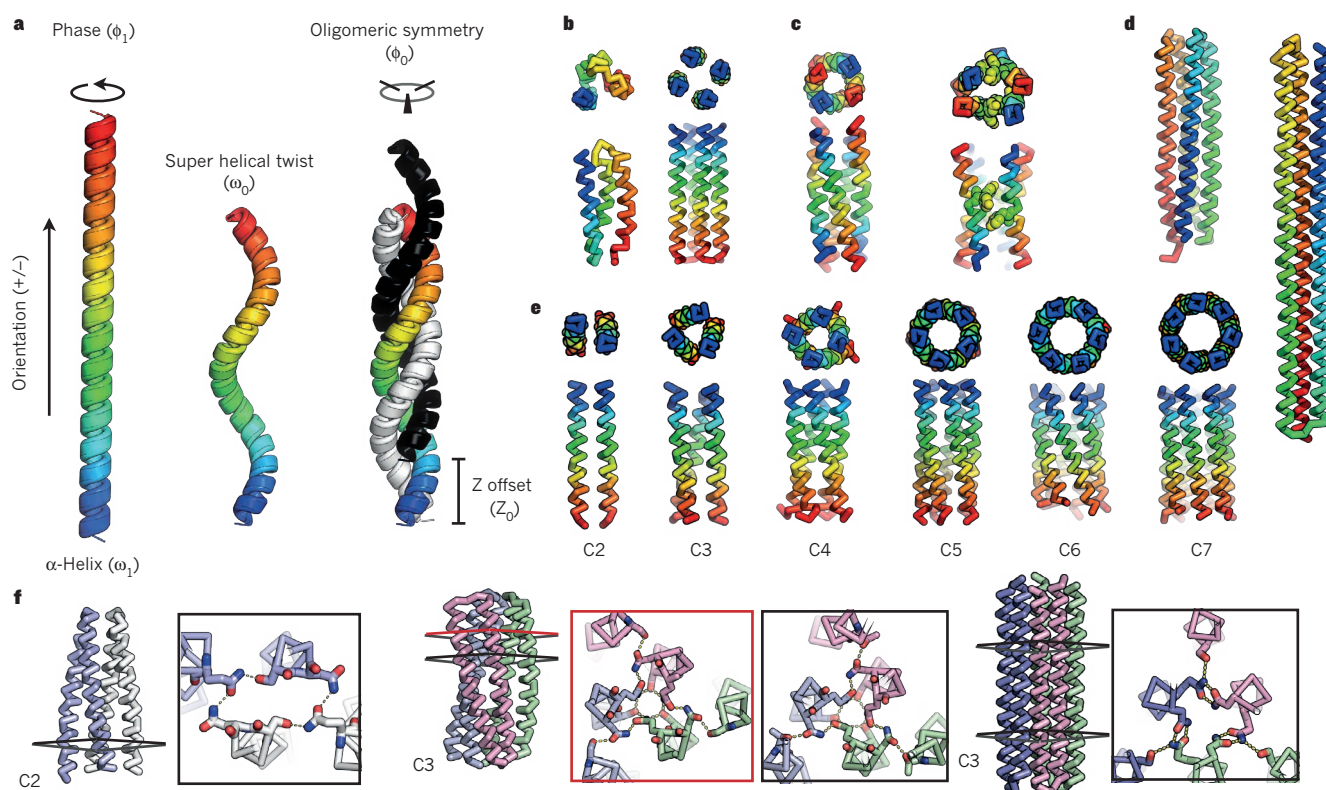 a
Phase (ϕ₁)
Orientation (+/−)
α-Helix (ω₁)
Super helical twist
(ω₀)
Oligomeric symmetry
(ϕ₀)
Z offset
(Z₀)
b
c
d
e
C2
C3
C4
C5
C6
C7
f
C2
C3
C3